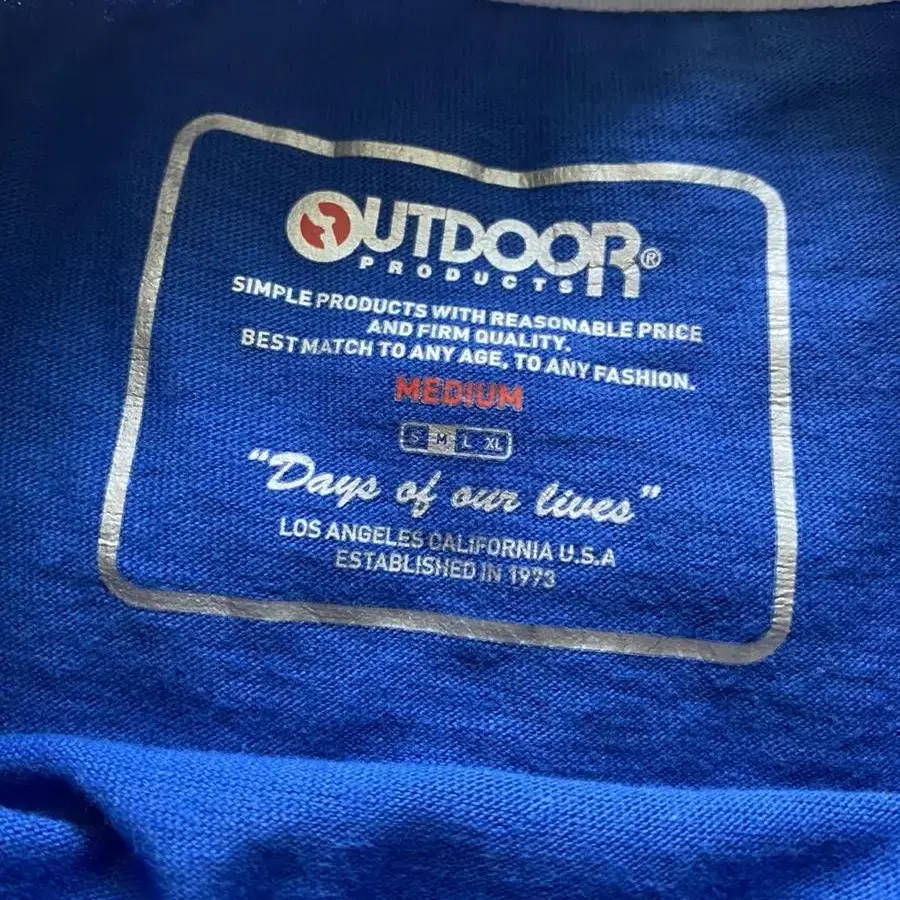 OUTDOOR®
PRODUCTS
SIMPLE PRODUCTS WITH REASONABLE PRICE
AND FIRM QUALITY.
BEST MATCH TO ANY AGE, TO ANY FASHION.
MEDIUM
S M L XL
"Days of our lives"
LOS ANGELES CALIFORNIA U.S.A
ESTABLISHED IN 1973